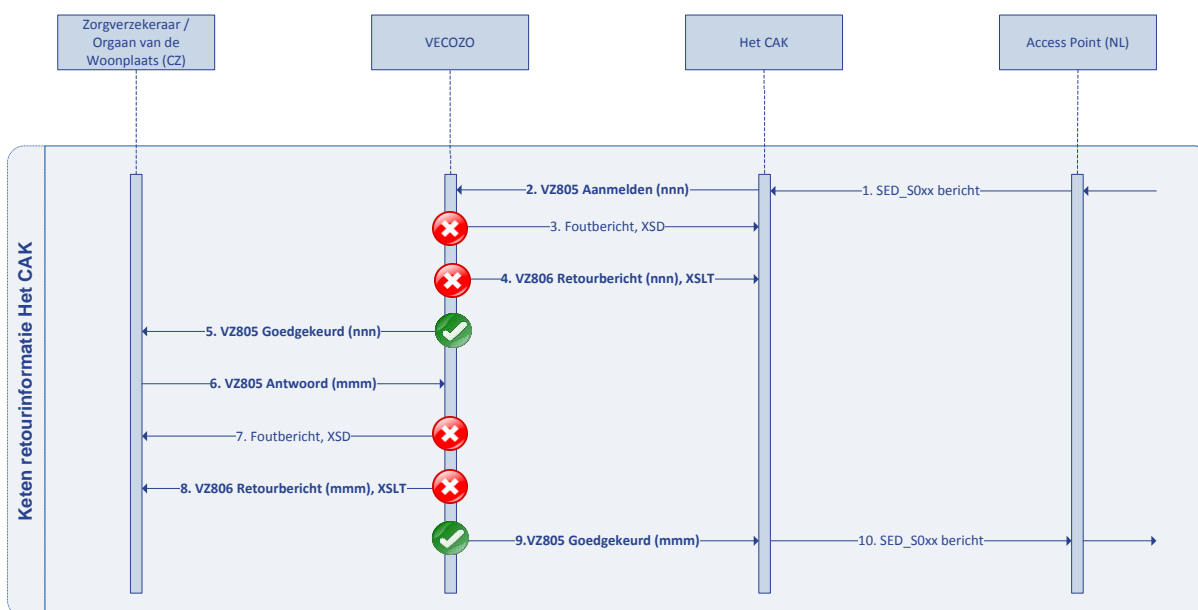 Zorgverzekeraar /
Orgaan van de
Woonplaats (CZ)
VECOZO
Het CAK
Access Point (NL)
Keten retourinformatie Het CAK
2. VZ805 Aanmelden (nnn)
1. SED_S0xx bericht
3. Foutbericht, XSD
4. VZ806 Retourbericht (nnn), XSLT
5. VZ805 Goedgekeurd (nnn)
6. VZ805 Antwoord (mmm)
7. Foutbericht, XSD
8. VZ806 Retourbericht (mmm), XSLT
9.VZ805 Goedgekeurd (mmm)
10. SED_S0xx bericht